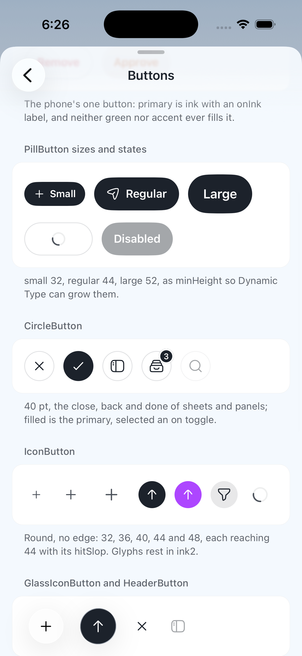 6:26
Remove Approve
Buttons
The phone's one button: primary is ink with an onInk
label, and neither green nor accent ever fills it.
PillButton sizes and states
Small Regular Large
Disabled
small 32, regular 44, large 52, as minHeight so Dynamic
Type can grow them.
CircleButton
3
40 pt, the close, back and done of sheets and panels;
filled is the primary, selected an on toggle.
IconButton
Round, no edge: 32, 36, 40, 44 and 48, each reaching
44 with its hitSlop. Glyphs rest in ink2.
GlassIconButton and HeaderButton